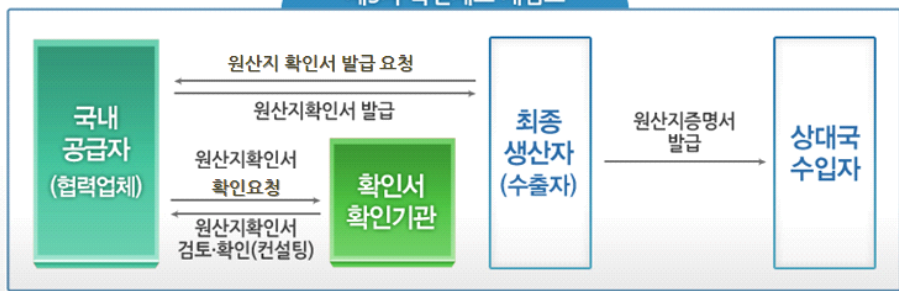 원산지 확인서 발급 요청
원산지확인서 발급
국내
공급자
(협력업체)
원산지확인서
확인요청
원산지확인서
검토·확인(컨설팅)
확인서
확인기관
최종
생산자
(수출자)
원산지증명서
발급
상대국
수입자